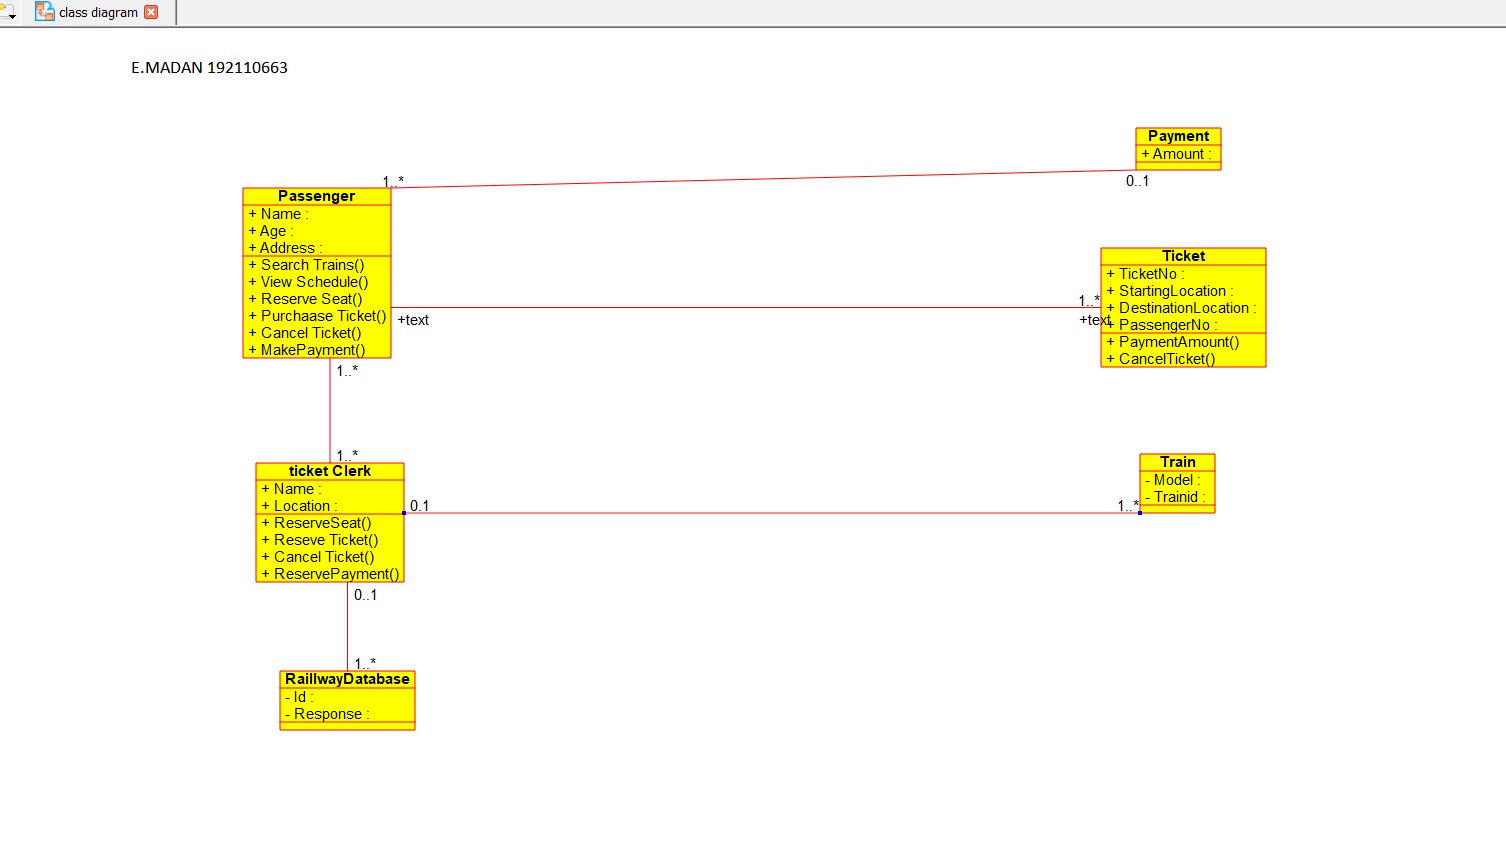 class diagram
E.MADAN 192110663
Payment
+ Amount :
0..1
1..*
Passenger
+ Name :
+ Age :
+ Address :
+ Search Trains()
+ View Schedule()
+ Reserve Seat()
+ Purchaase Ticket()
+ Cancel Ticket()
+ MakePayment()
+text
1..*
+text
Ticket
+ TicketNo :
+ StartingLocation :
+ DestinationLocation :
+ PassengerNo :
+ PaymentAmount()
+ CancelTicket()
1..*
1..*
ticket Clerk
+ Name :
+ Location :
+ ReserveSeat()
+ Reseve Ticket()
+ Cancel Ticket()
+ ReservePayment()
0.1
1..*
Train
- Model :
- Trainid :
0..1
1..*
RaillwayDatabase
- Id :
- Response :